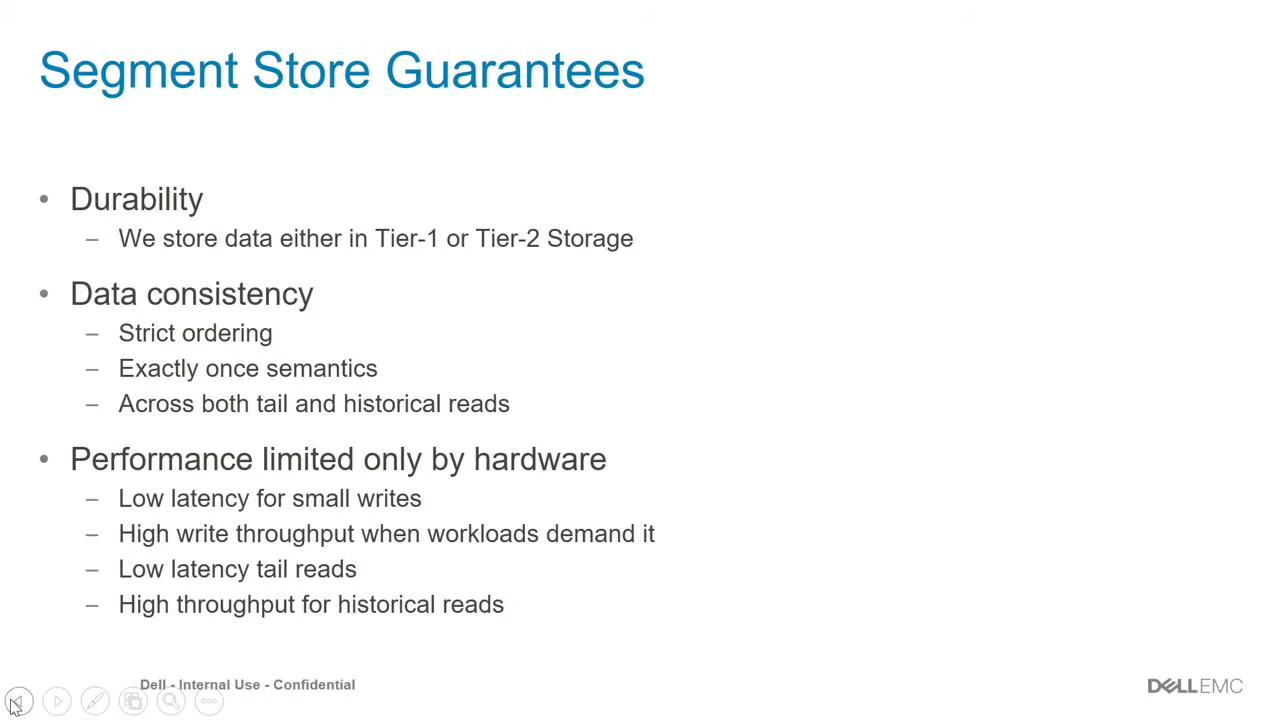 Segment Store Guarantees
• Durability
– We store data either in Tier-1 or Tier-2 Storage
• Data consistency
– Strict ordering
– Exactly once semantics
– Across both tail and historical reads
• Performance limited only by hardware
– Low latency for small writes
– High write throughput when workloads demand it
– Low latency tail reads
– High throughput for historical reads
Dell - Internal Use - Confidential
DELLEMC